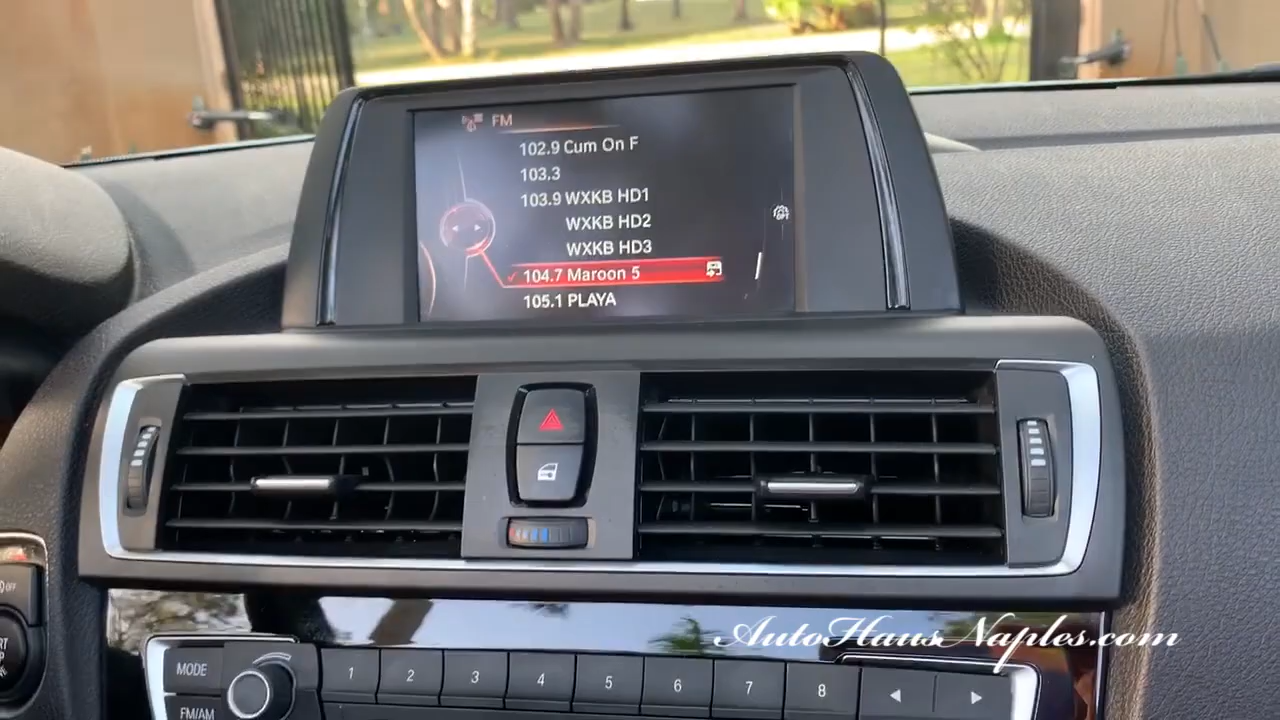 FM
102.9 Cum On F
103.3
103.9 WXKB HD1
WXKB HD2
WXKB HD3
104.7 Maroon 5
105.1 PLAYA
OFF
AutoHausNaples.com
MODE
1 2 3 4 5 6 7 8
FM/AM